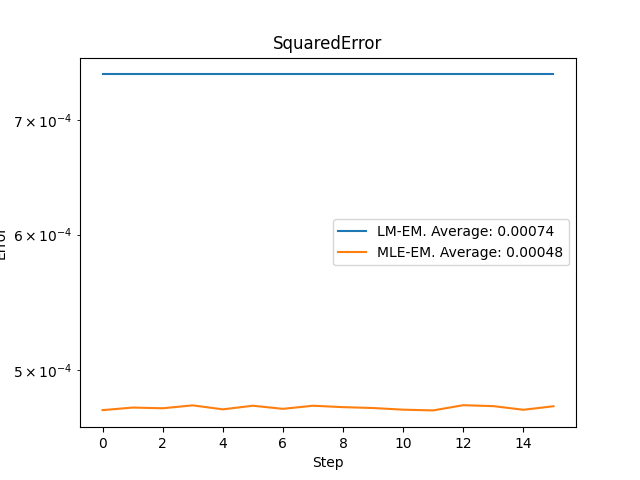 SquaredError
7 × 10⁻⁴
6 × 10⁻⁴
5 × 10⁻⁴
Error
LM-EM. Average: 0.00074
MLE-EM. Average: 0.00048
0 2 4 6 8 10 12 14
Step